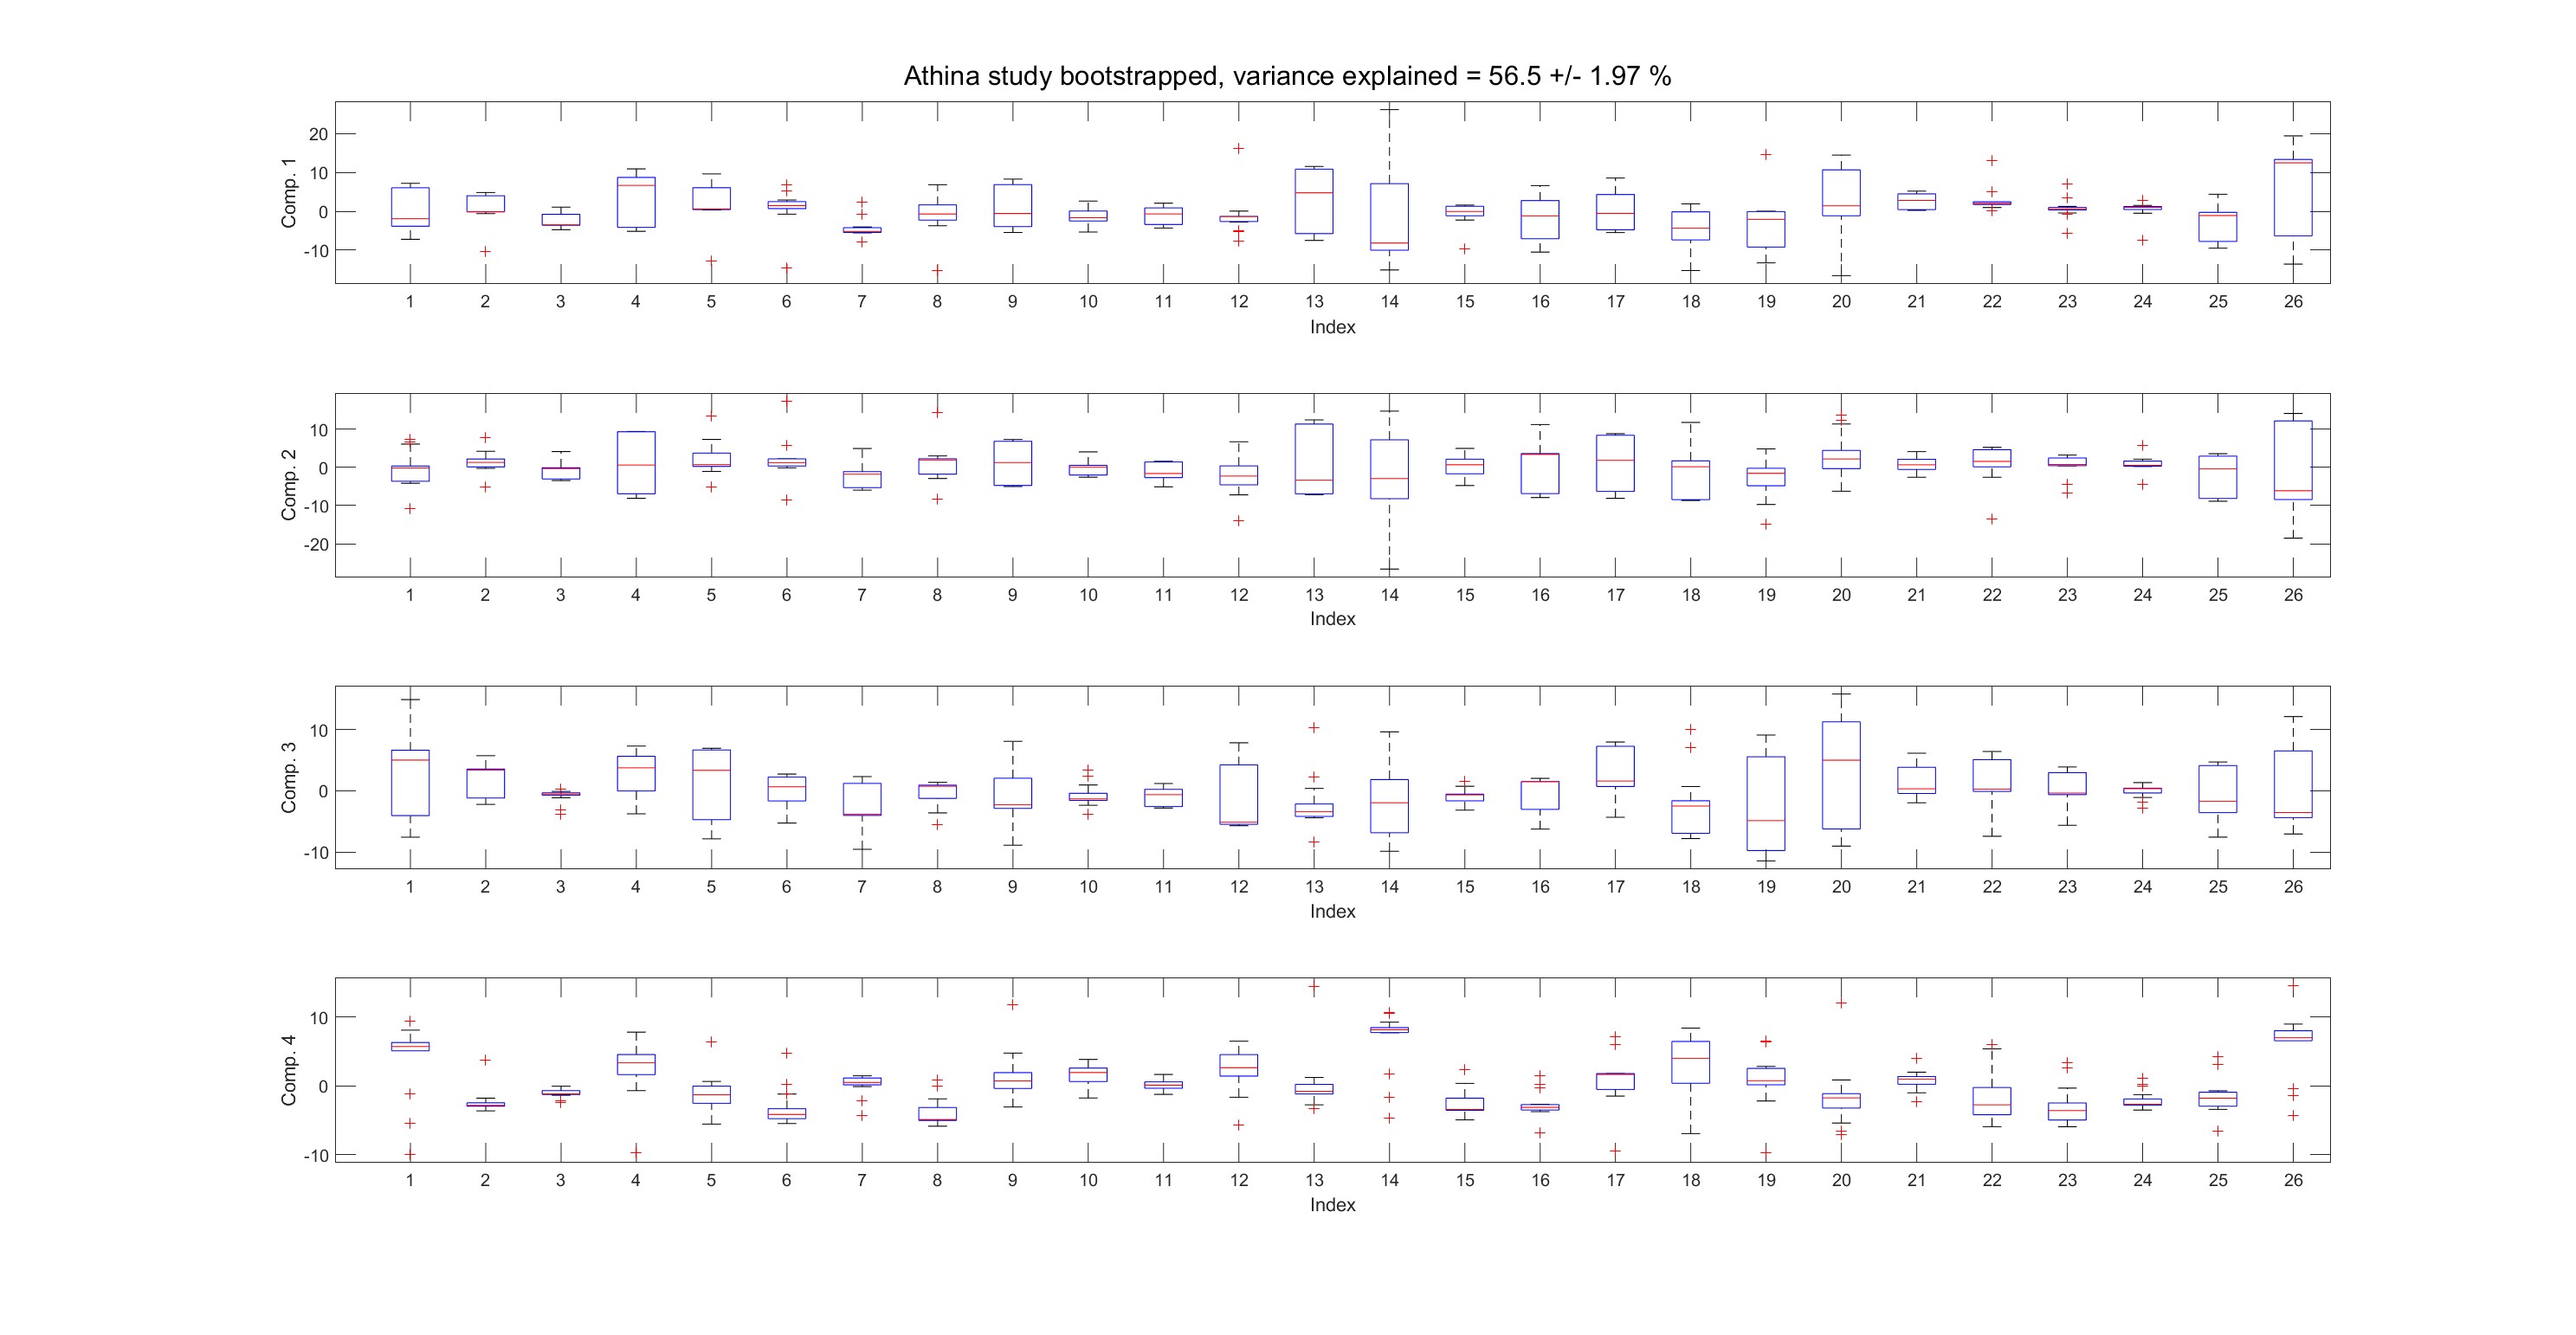 Athina study bootstrapped, variance explained = 56.5 +/- 1.97 %
Comp. 1
20
10
0
-10
1 2 3 4 5 6 7 8 9 10 11 12 13 14 15 16 17 18 19 20 21 22 23 24 25 26
Index
Comp. 2
10
0
-10
-20
1 2 3 4 5 6 7 8 9 10 11 12 13 14 15 16 17 18 19 20 21 22 23 24 25 26
Index
Comp. 3
10
0
-10
1 2 3 4 5 6 7 8 9 10 11 12 13 14 15 16 17 18 19 20 21 22 23 24 25 26
Index
Comp. 4
10
0
-10
1 2 3 4 5 6 7 8 9 10 11 12 13 14 15 16 17 18 19 20 21 22 23 24 25 26
Index